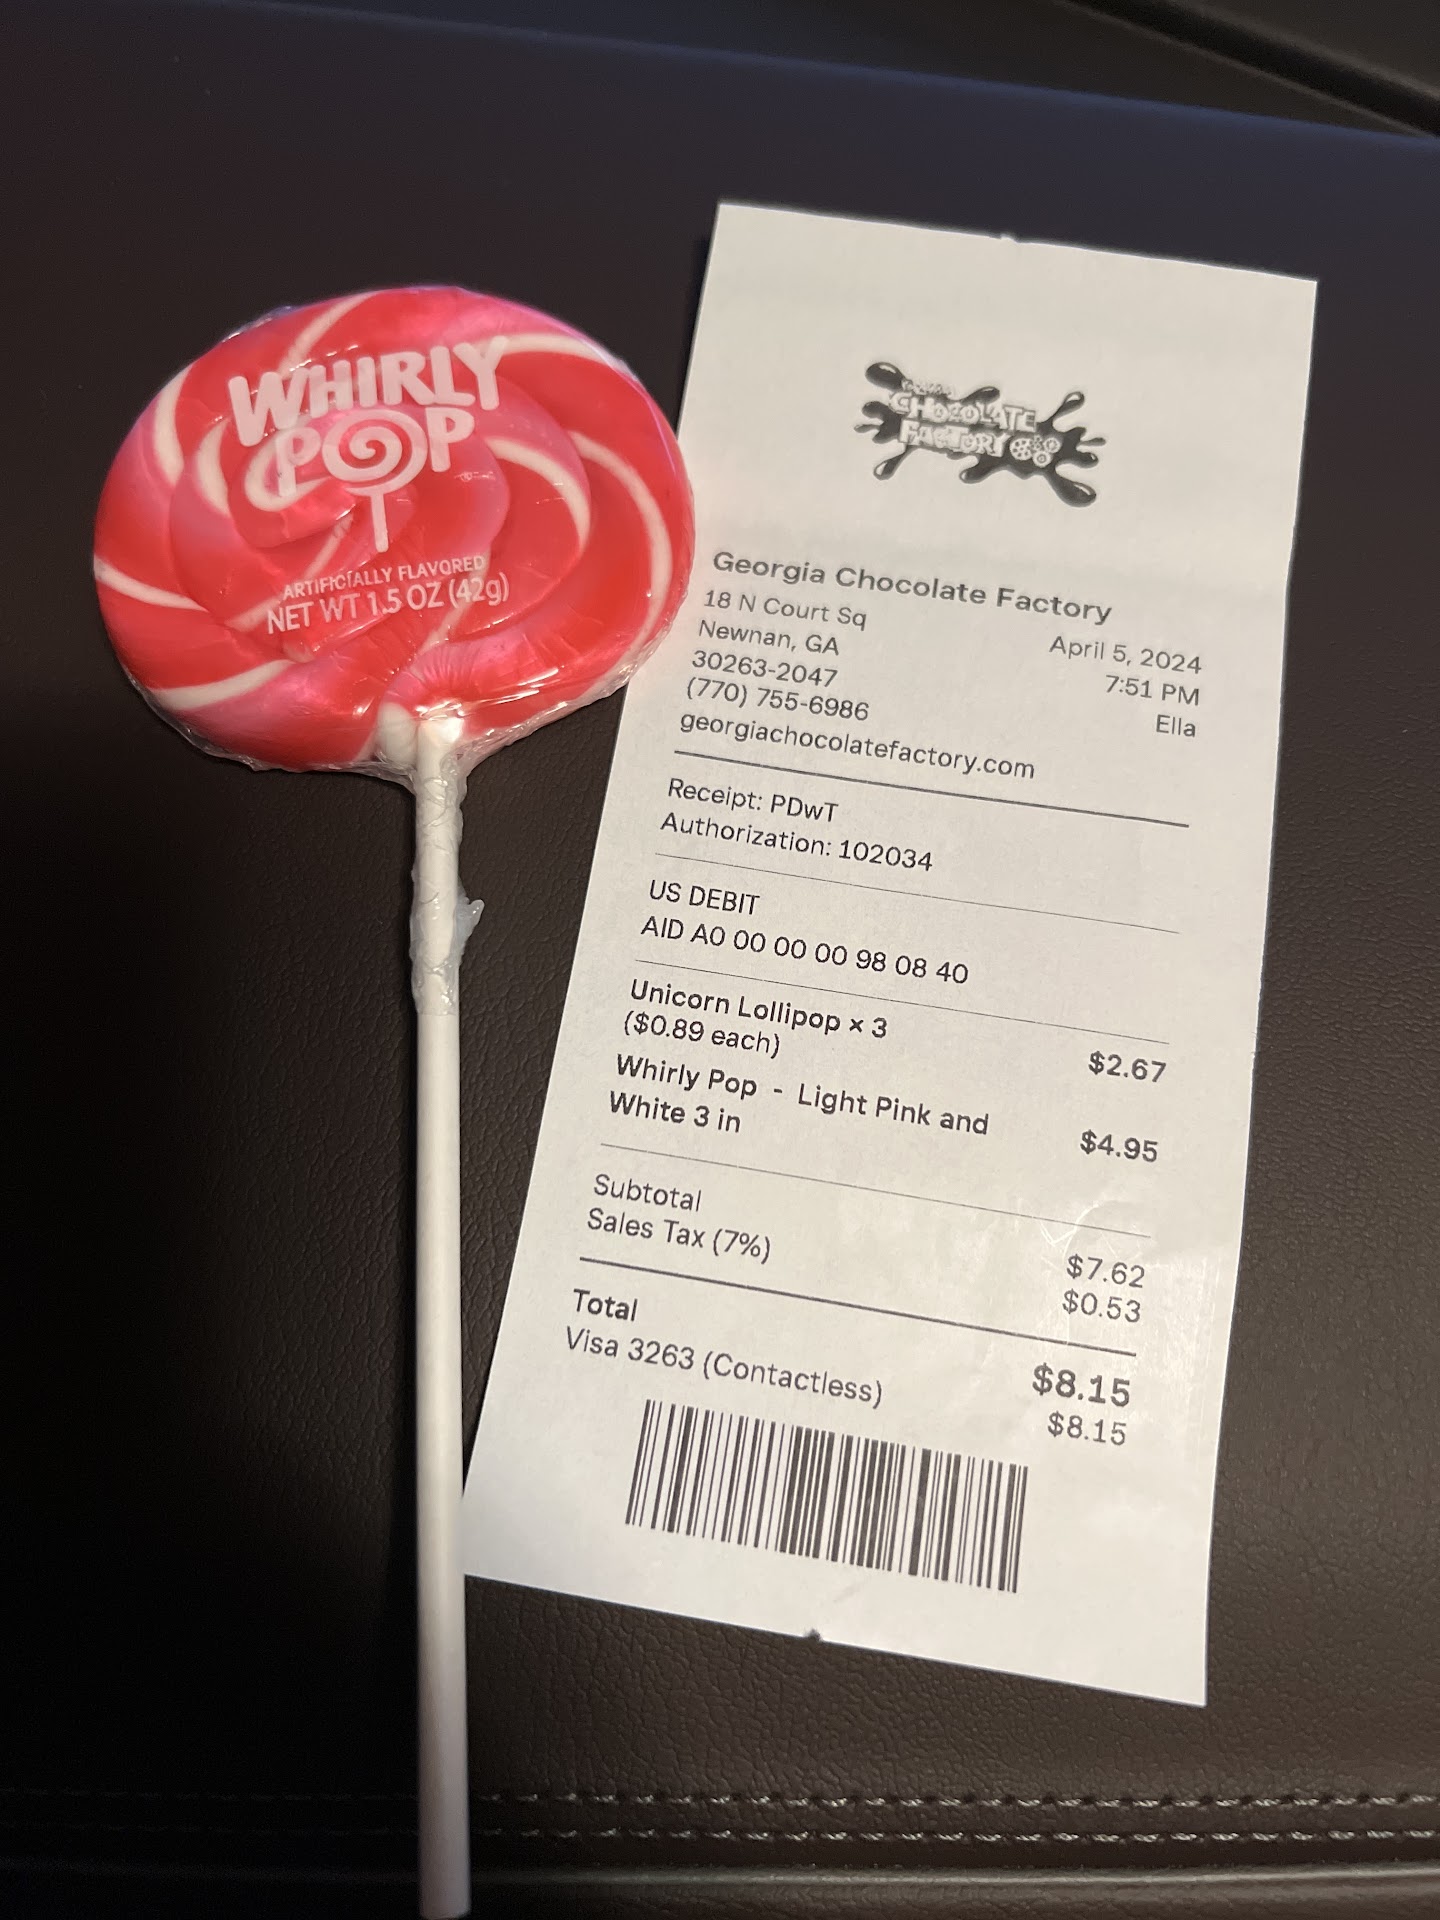 WHIRLY
POP
ARTIFICIALLY FLAVORED
NET WT 1.5 OZ (42g)
CHOCOLATE
FACTORY
Georgia Chocolate Factory
18 N Court Sq
Newnan, GA
30263-2047
(770) 755-6986
georgiachocolatefactory.com
April 5, 2024
7:51 PM
Ella
Receipt: PDwT
Authorization: 102034
US DEBIT
AID A0 00 00 00 98 08 40
Unicorn Lollipop × 3
($0.89 each) $2.67
Whirly Pop - Light Pink and
White 3 in $4.95
Subtotal $7.62
Sales Tax (7%) $0.53
Total $8.15
Visa 3263 (Contactless) $8.15